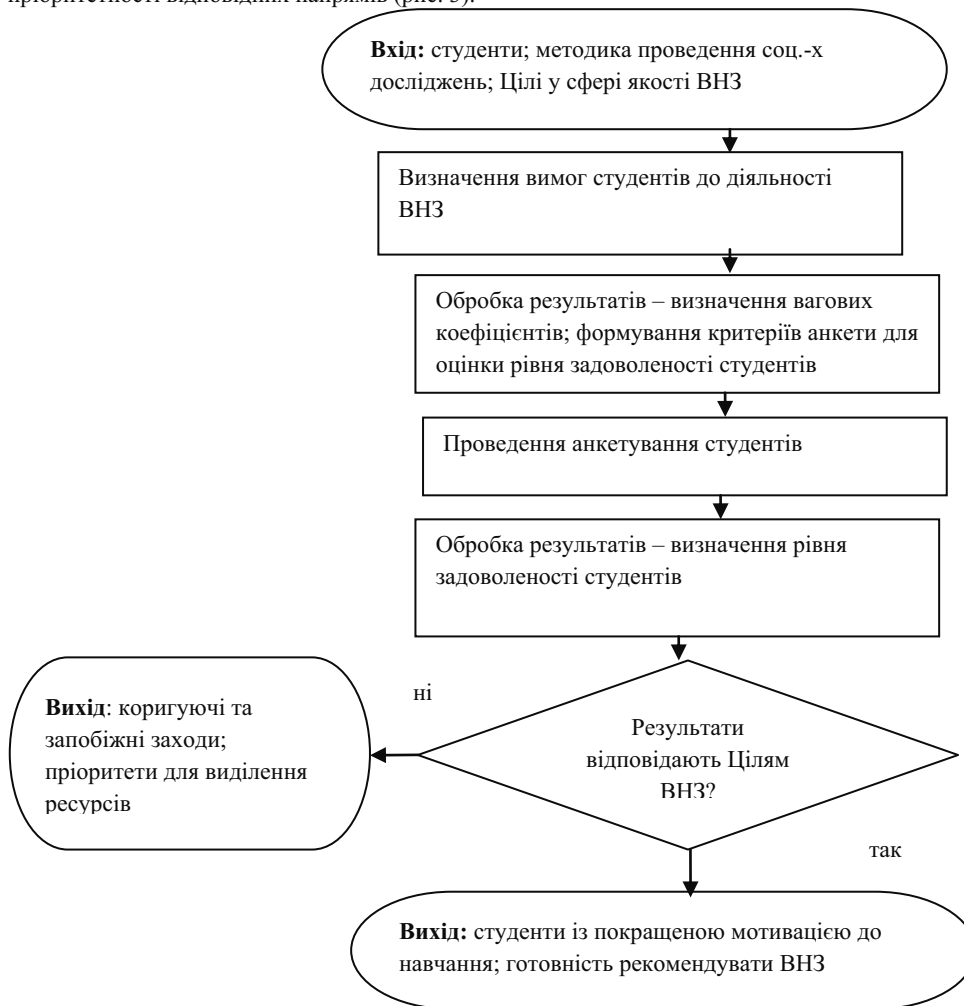 пріоритетності відповідних напрямів (рис. 3).
Вхід: студенти; методика проведення соц.-х
досліджень; Цілі у сфері якості ВНЗ
Визначення вимог студентів до діяльності
ВНЗ
Обробка результатів – визначення вагових
коефіцієнтів; формування критеріїв анкети для
оцінки рівня задоволеності студентів
Проведення анкетування студентів
Обробка результатів – визначення рівня
задоволеності студентів
ні
Вихід: коригуючі та
запобіжні заходи;
пріоритети для виділення
ресурсів
Результати
відповідають Цілям
ВНЗ?
так
Вихід: студенти із покращеною мотивацією до
навчання; готовність рекомендувати ВНЗ